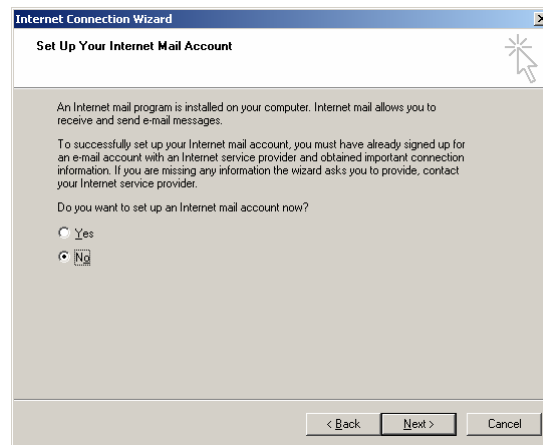 Internet Connection Wizard
Set Up Your Internet Mail Account
An Internet mail program is installed on your computer. Internet mail allows you to
receive and send e-mail messages.
To successfully set up your Internet mail account, you must have already signed up for
an e-mail account with an Internet service provider and obtained important connection
information. If you are missing any information the wizard asks you to provide, contact
your Internet service provider.
Do you want to set up an Internet mail account now?
Yes
No
< Back Next > Cancel